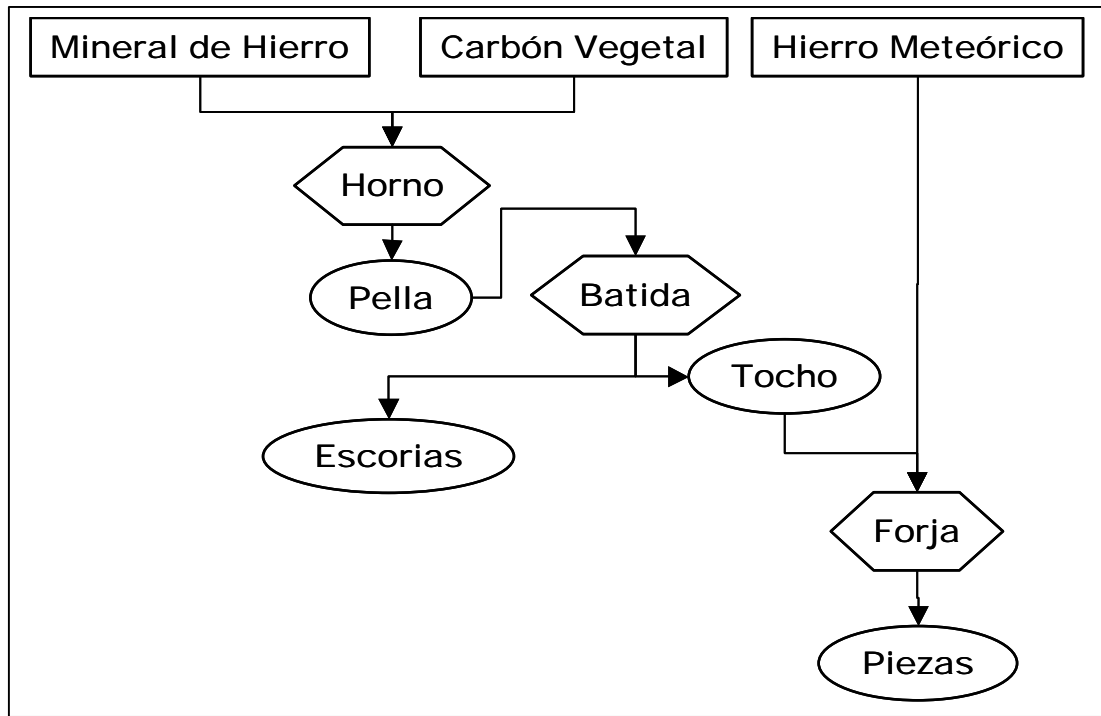 Mineral de Hierro
Carbón Vegetal
Hierro Meteórico
Horno
Pella
Batida
Tocho
Escorias
Forja
Piezas